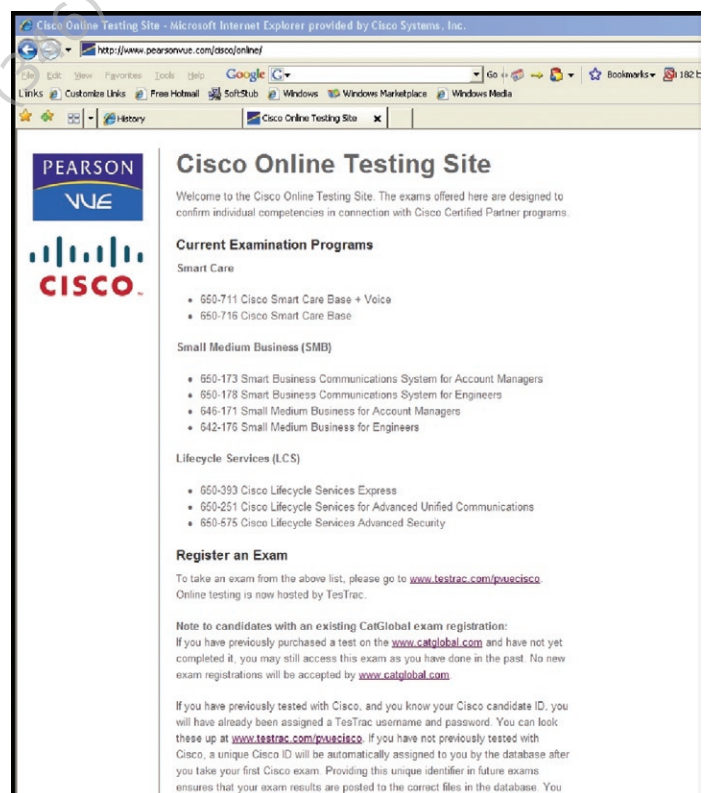 Cisco Online Testing Site - Microsoft Internet Explorer provided by Cisco Systems, Inc.
http://www.pearsonvue.com/cisco/online/
File Edit View Favorites Tools Help Google G Go Bookmarks 182 b
Links Customize Links Free Hotmail SoftStub Windows Windows Marketplace Windows Media
History Cisco Online Testing Site x
PEARSON
VUE
CISCO
Cisco Online Testing Site
Welcome to the Cisco Online Testing Site. The exams offered here are designed to
confirm individual competencies in connection with Cisco Certified Partner programs.
Current Examination Programs
Smart Care
• 650-711 Cisco Smart Care Base + Voice
• 650-716 Cisco Smart Care Base
Small Medium Business (SMB)
• 650-173 Smart Business Communications System for Account Managers
• 650-178 Smart Business Communications System for Engineers
• 646-171 Small Medium Business for Account Managers
• 642-176 Small Medium Business for Engineers
Lifecycle Services (LCS)
• 650-393 Cisco Lifecycle Services Express
• 650-251 Cisco Lifecycle Services for Advanced Unified Communications
• 650-575 Cisco Lifecycle Services Advanced Security
Register an Exam
To take an exam from the above list, please go to www.testrac.com/pvuecisco.
Online testing is now hosted by TesTrac.
Note to candidates with an existing CatGlobal exam registration:
If you have previously purchased a test on the www.catglobal.com and have not yet
completed it, you may still access this exam as you have done in the past. No new
exam registrations will be accepted by www.catglobal.com.
If you have previously tested with Cisco, and you know your Cisco candidate ID, you
will have already been assigned a TesTrac username and password. You can look
these up at www.testrac.com/pvuecisco. If you have not previously tested with
Cisco, a unique Cisco ID will be automatically assigned to you by the database after
you take your first Cisco exam. Providing this unique identifier in future exams
ensures that your exam results are posted to the correct files in the database. You